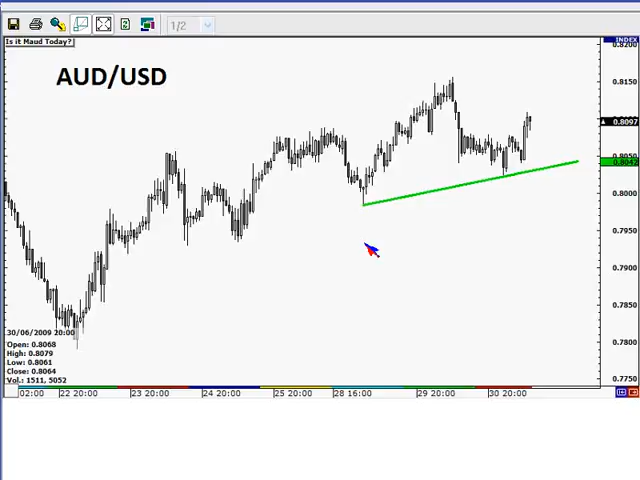 1/2
Is it Maud Today?
INDEX
AUD/USD
0.8200
0.8150
0.8097
0.8050
0.8042
0.8000
0.7950
0.7900
0.7850
0.7800
0.7750
30/06/2009 20:00
Open: 0.8068
High: 0.8079
Low: 0.8061
Close: 0.8064
Vol.: 1511, 5052
02:00 22 20:00 23 20:00 24 20:00 25 20:00 28 16:00 29 20:00 30 20:00